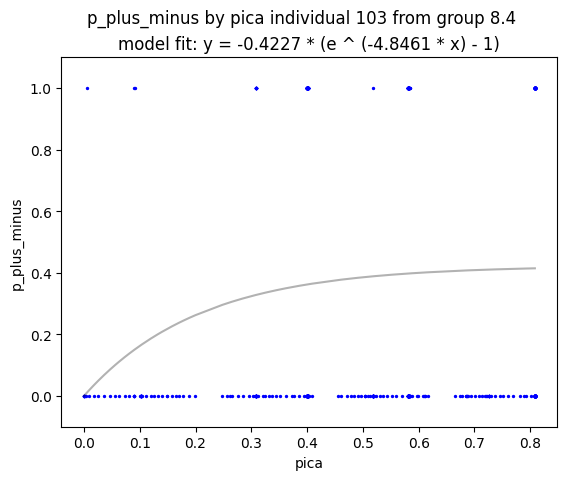 p_plus_minus by pica individual 103 from group 8.4
model fit: y = -0.4227 * (e ^ (-4.8461 * x) - 1)
1.0
0.8
0.6
0.4
0.2
0.0
p_plus_minus
0.0 0.1 0.2 0.3 0.4 0.5 0.6 0.7 0.8
pica